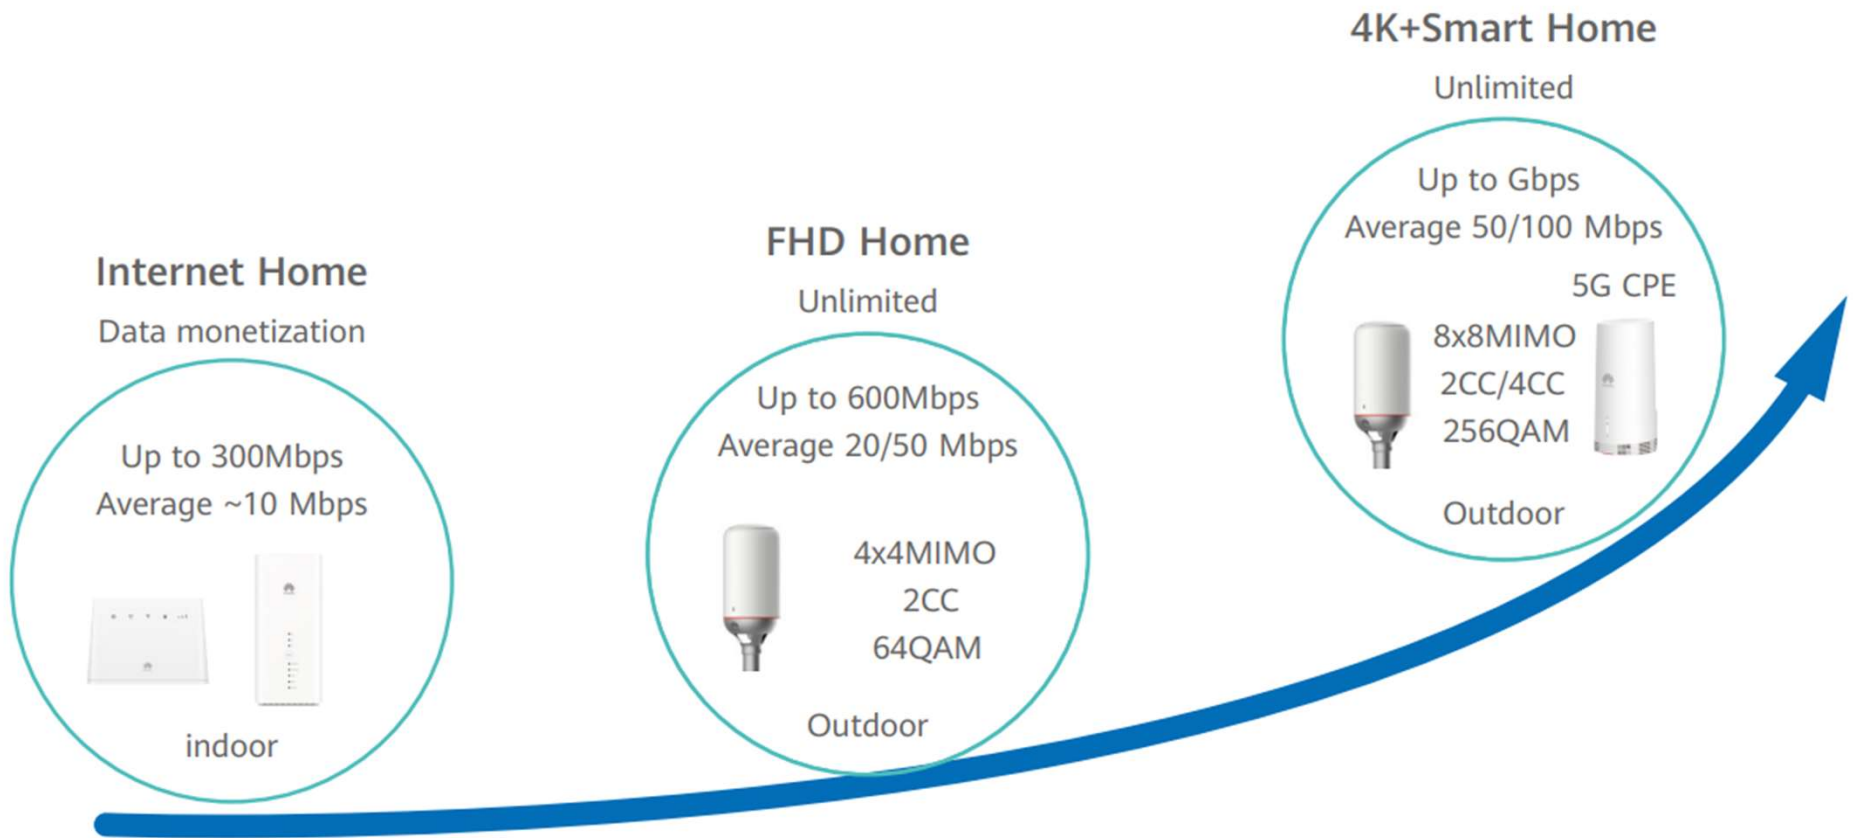 Internet Home
Data monetization
Up to 300Mbps
Average ~10 Mbps
indoor
FHD Home
Unlimited
Up to 600Mbps
Average 20/50 Mbps
4x4MIMO
2CC
64QAM
Outdoor
4K+Smart Home
Unlimited
Up to Gbps
Average 50/100 Mbps
5G CPE
8x8MIMO
2CC/4CC
256QAM
Outdoor